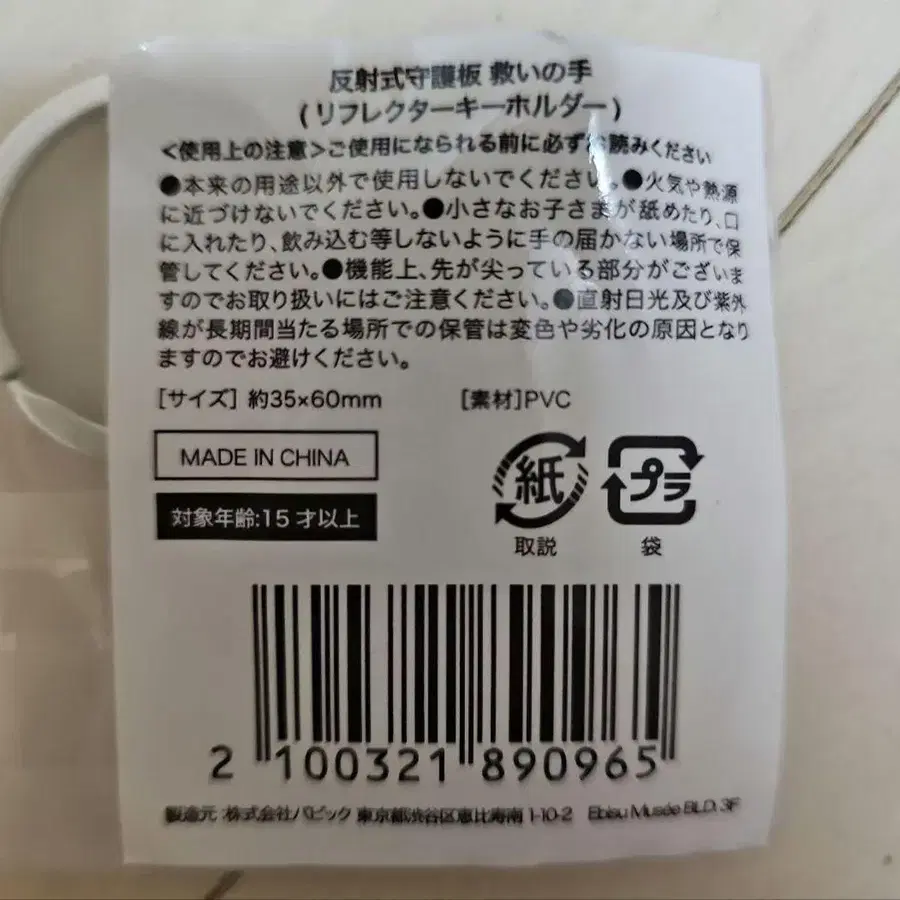 反射式守護板 救いの手
(リフレクターキーホルダー)
<使用上の注意>ご使用になられる前に必ずお読みください
●本来の用途以外で使用しないでください。●火気や熱源
に近づけないでください。●小さなお子さまが舐めたり、口
に入れたり、飲み込む等しないように手の届かない場所で保
管してください。●機能上、先が尖っている部分がございま
すのでお取り扱いにはご注意ください。●直射日光及び紫外
線が長期間当たる場所での保管は変色や劣化の原因となり
ますのでお避けください。
[サイズ] 約35×60mm [素材]PVC
MADE IN CHINA
対象年齢:15才以上
紙 プラ
取説 袋
2 100321 890965
製造元:株式会社パビック 東京都渋谷区恵比寿南1-10-2 Ebisu Musée BLD. 3F